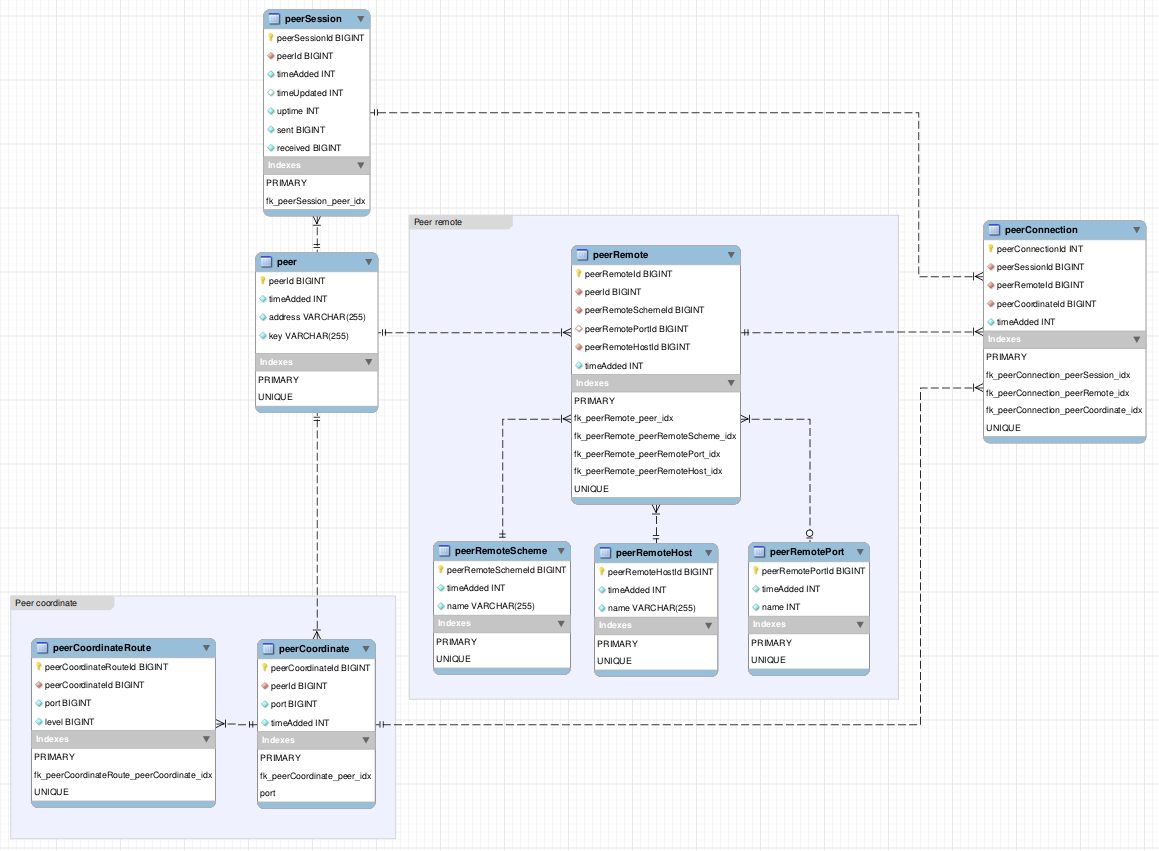 peerSession
peerSessionId BIGINT
peerId BIGINT
timeAdded INT
timeUpdated INT
uptime INT
sent BIGINT
received BIGINT
Indexes
PRIMARY
fk_peerSession_peer_idx
peer
peerId BIGINT
timeAdded INT
address VARCHAR(255)
key VARCHAR(255)
Indexes
PRIMARY
UNIQUE
Peer remote
peerRemote
peerRemoteId BIGINT
peerId BIGINT
peerRemoteSchemeId BIGINT
peerRemotePortId BIGINT
peerRemoteHostId BIGINT
timeAdded INT
Indexes
PRIMARY
fk_peerRemote_peer_idx
fk_peerRemote_peerRemoteScheme_idx
fk_peerRemote_peerRemotePort_idx
fk_peerRemote_peerRemoteHost_idx
UNIQUE
peerConnection
peerConnectionId INT
peerSessionId BIGINT
peerRemoteId BIGINT
peerCoordinateId BIGINT
timeAdded INT
Indexes
PRIMARY
fk_peerConnection_peerSession_idx
fk_peerConnection_peerRemote_idx
fk_peerConnection_peerCoordinate_idx
UNIQUE
peerRemoteScheme
peerRemoteSchemeId BIGINT
timeAdded INT
name VARCHAR(255)
Indexes
PRIMARY
UNIQUE
peerRemoteHost
peerRemoteHostId BIGINT
timeAdded INT
name VARCHAR(255)
Indexes
PRIMARY
UNIQUE
peerRemotePort
peerRemotePortId BIGINT
timeAdded INT
name INT
Indexes
PRIMARY
UNIQUE
Peer coordinate
peerCoordinateRoute
peerCoordinateRouteId BIGINT
peerCoordinateId BIGINT
port BIGINT
level BIGINT
Indexes
PRIMARY
fk_peerCoordinateRoute_peerCoordinate_idx
UNIQUE
peerCoordinate
peerCoordinateId BIGINT
peerId BIGINT
port BIGINT
timeAdded INT
Indexes
PRIMARY
fk_peerCoordinate_peer_idx
port